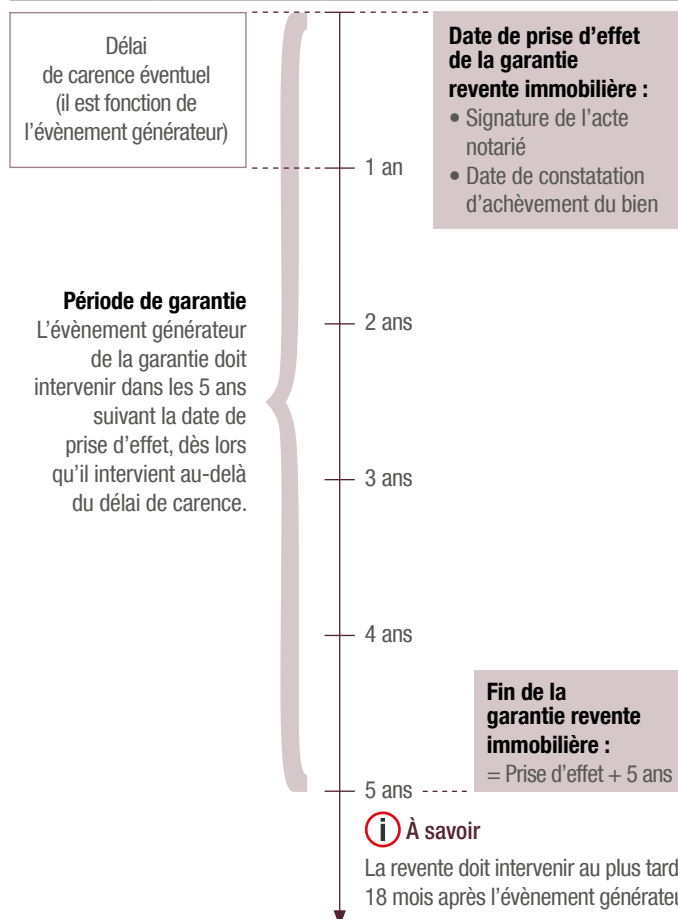 Délai
de carence éventuel
(il est fonction de
l'évènement générateur)
Date de prise d'effet
de la garantie
revente immobilière :
• Signature de l'acte
notarié
• Date de constatation
d'achèvement du bien
1 an
Période de garantie
L'évènement générateur
de la garantie doit
intervenir dans les 5 ans
suivant la date de
prise d'effet, dès lors
qu'il intervient au-delà
du délai de carence.
2 ans
3 ans
4 ans
Fin de la
garantie revente
immobilière :
= Prise d'effet + 5 ans
5 ans
i À savoir
La revente doit intervenir au plus tard
18 mois après l'évènement générateu